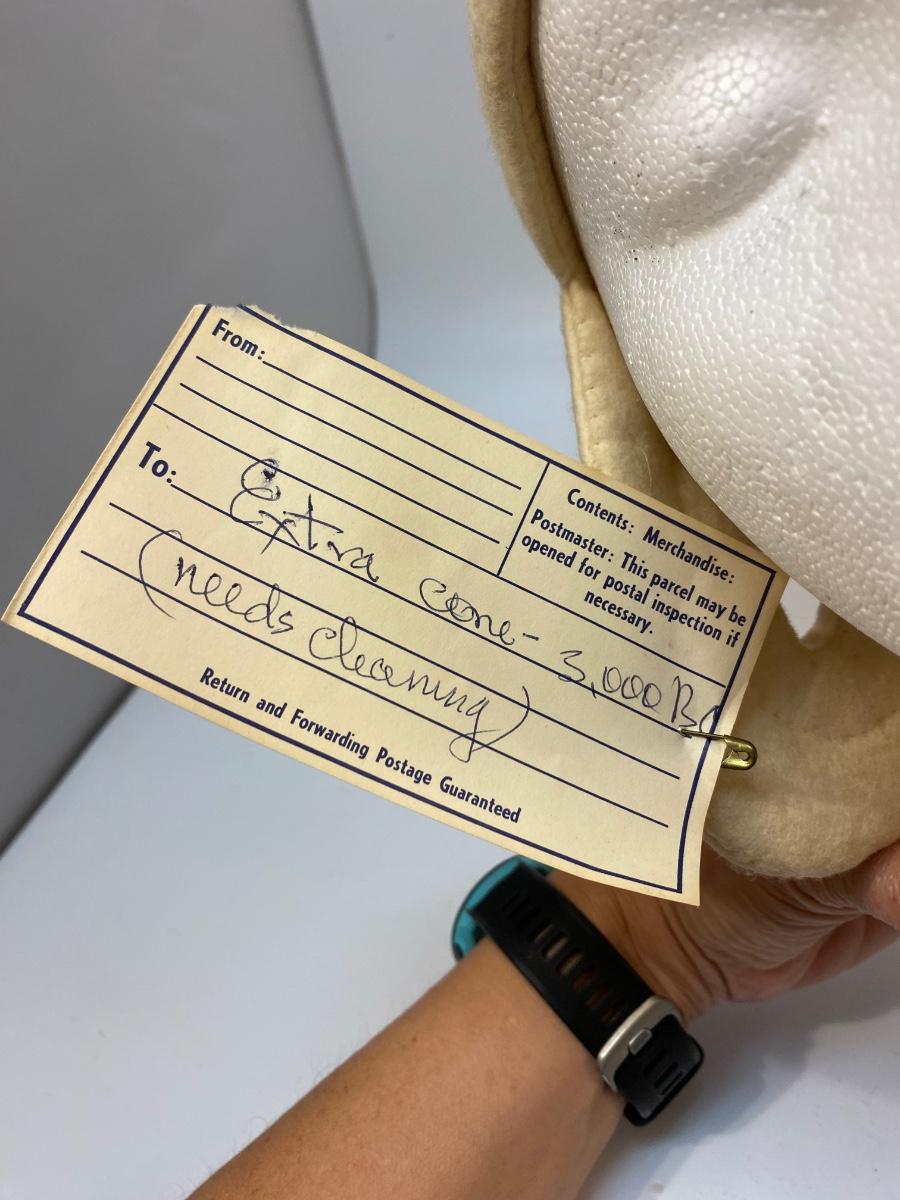 From:
To:
Contents: Merchandise:
Postmaster: This parcel may be
opened for postal inspection if
necessary.
Extra cone- 3,000 BC
(needs cleaning)
Return and Forwarding Postage Guaranteed